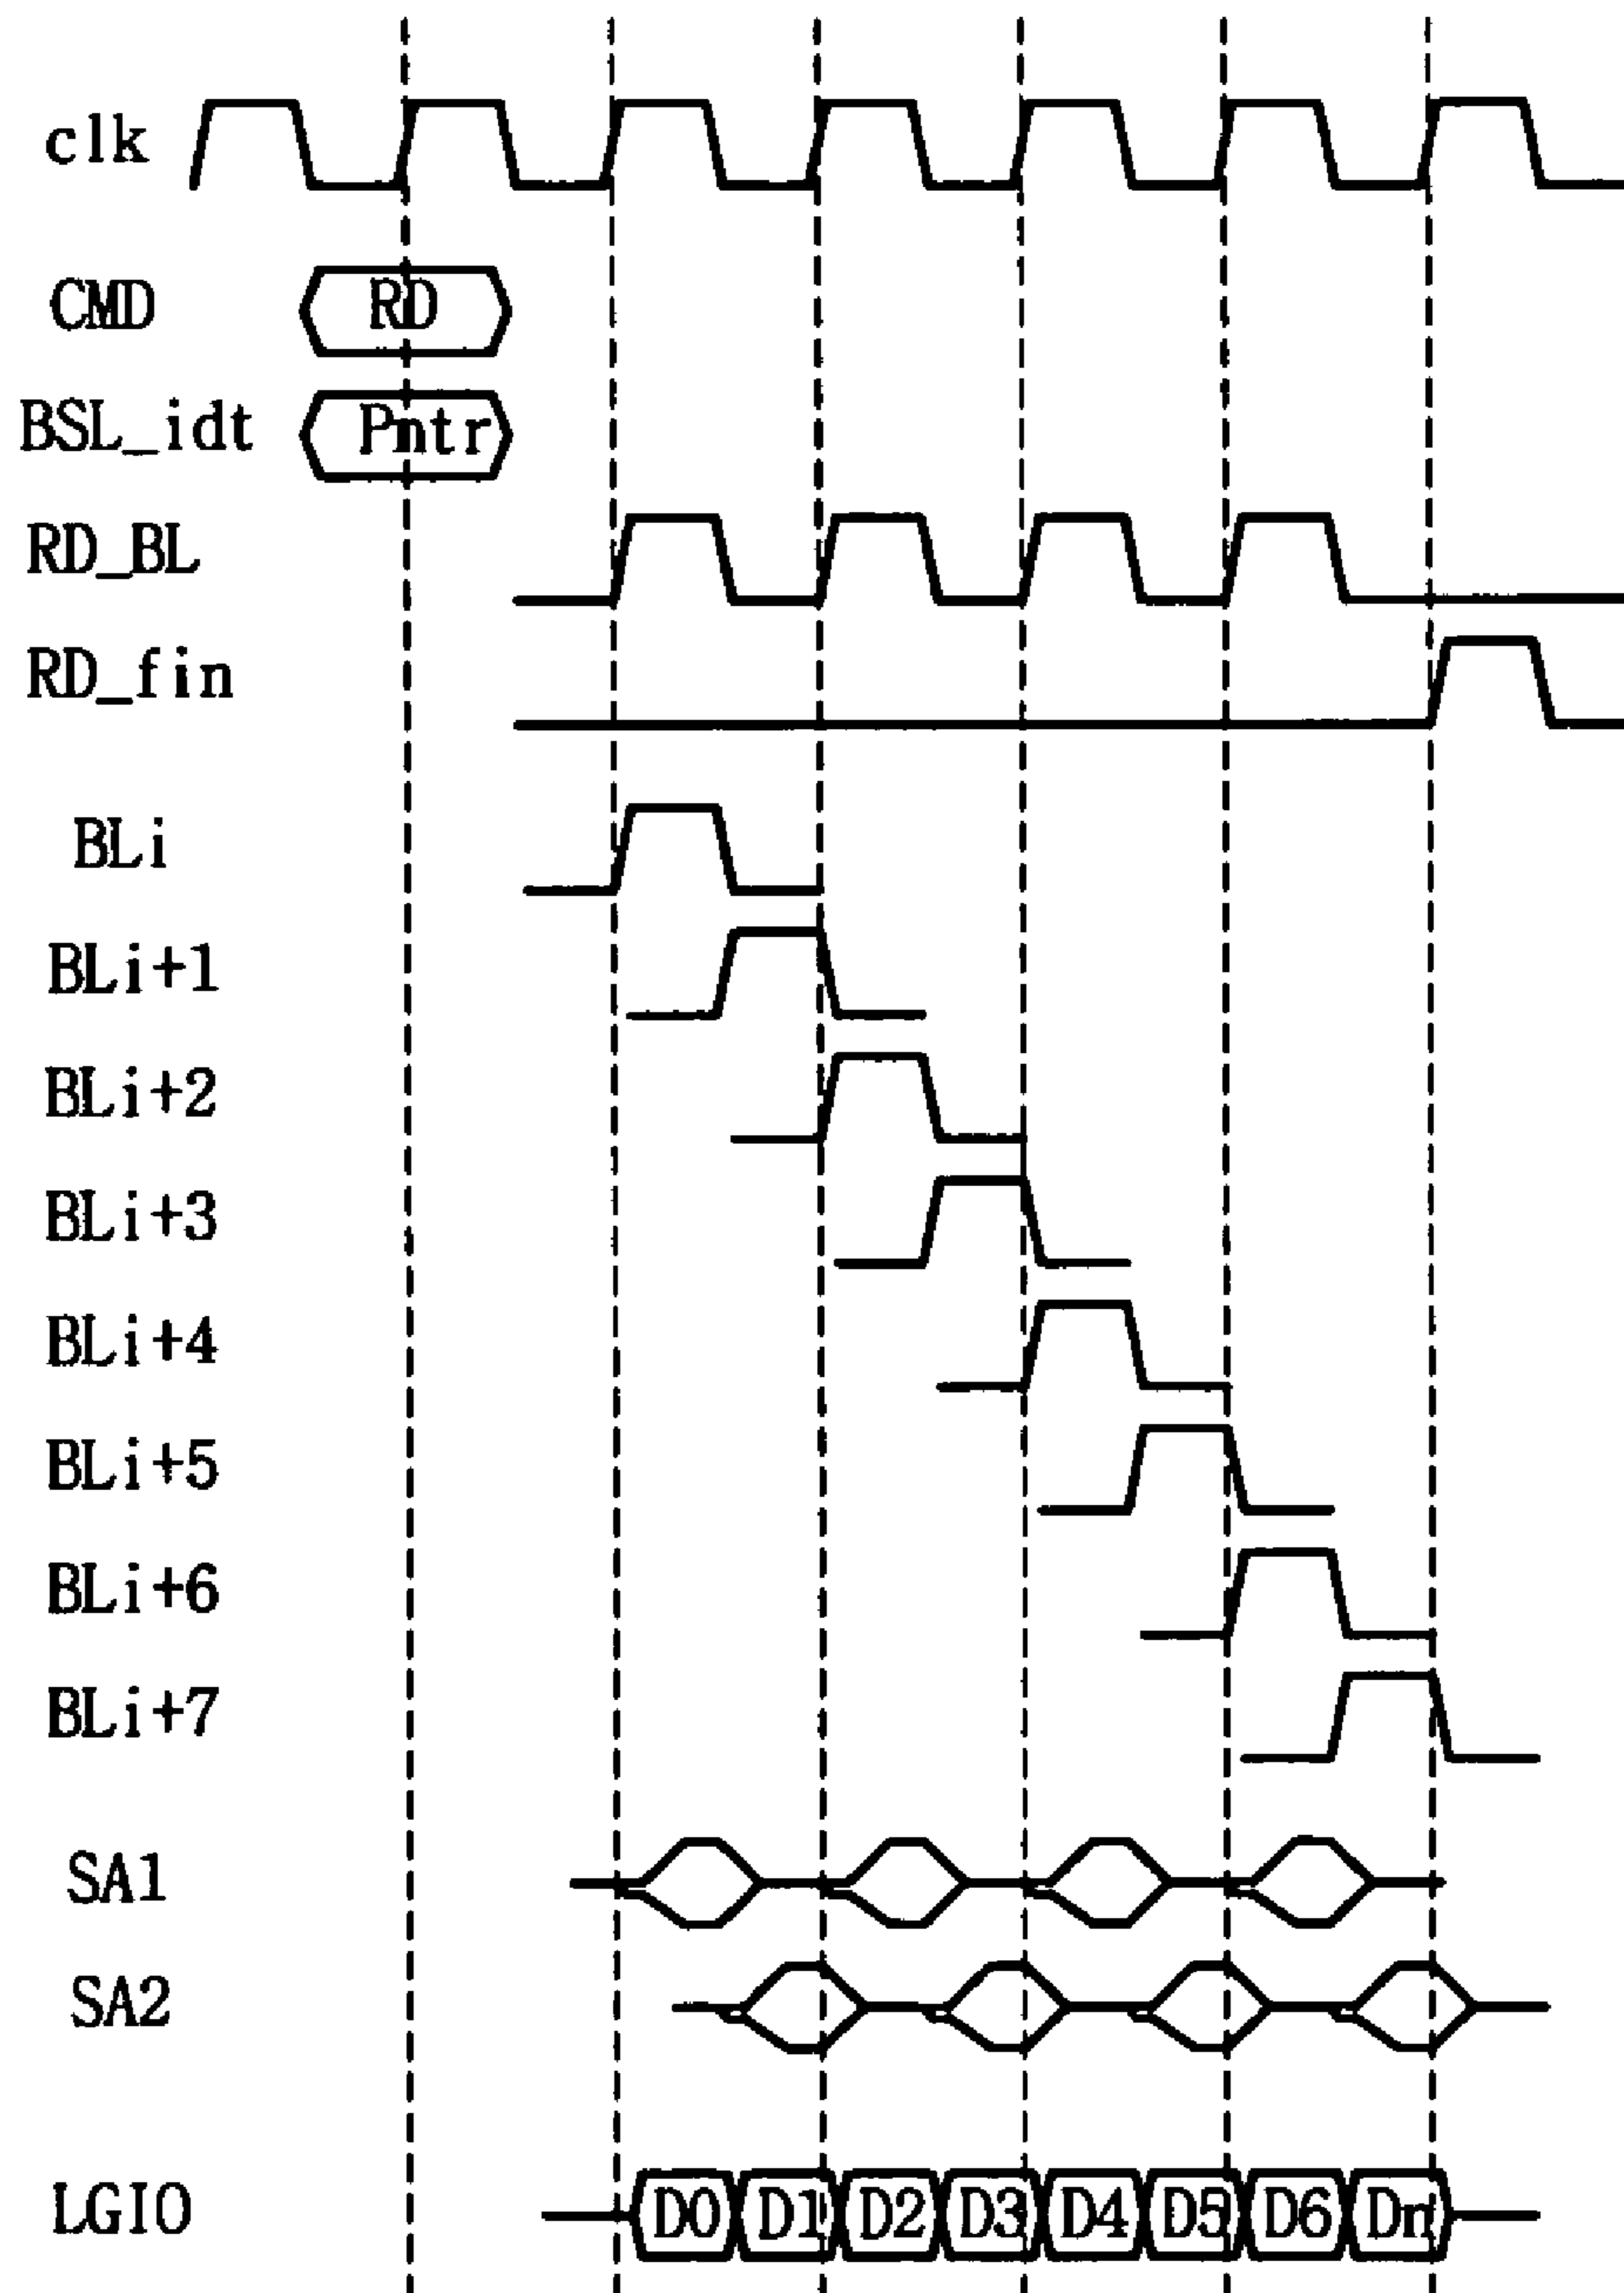 clk
CMD RD
BSL_idt Pntr
RD_BL
RD_fin
BLi
BLi+1
BLi+2
BLi+3
BLi+4
BLi+5
BLi+6
BLi+7
SA1
SA2
LGIO D0 D1 D2 D3 D4 D5 D6 Dn